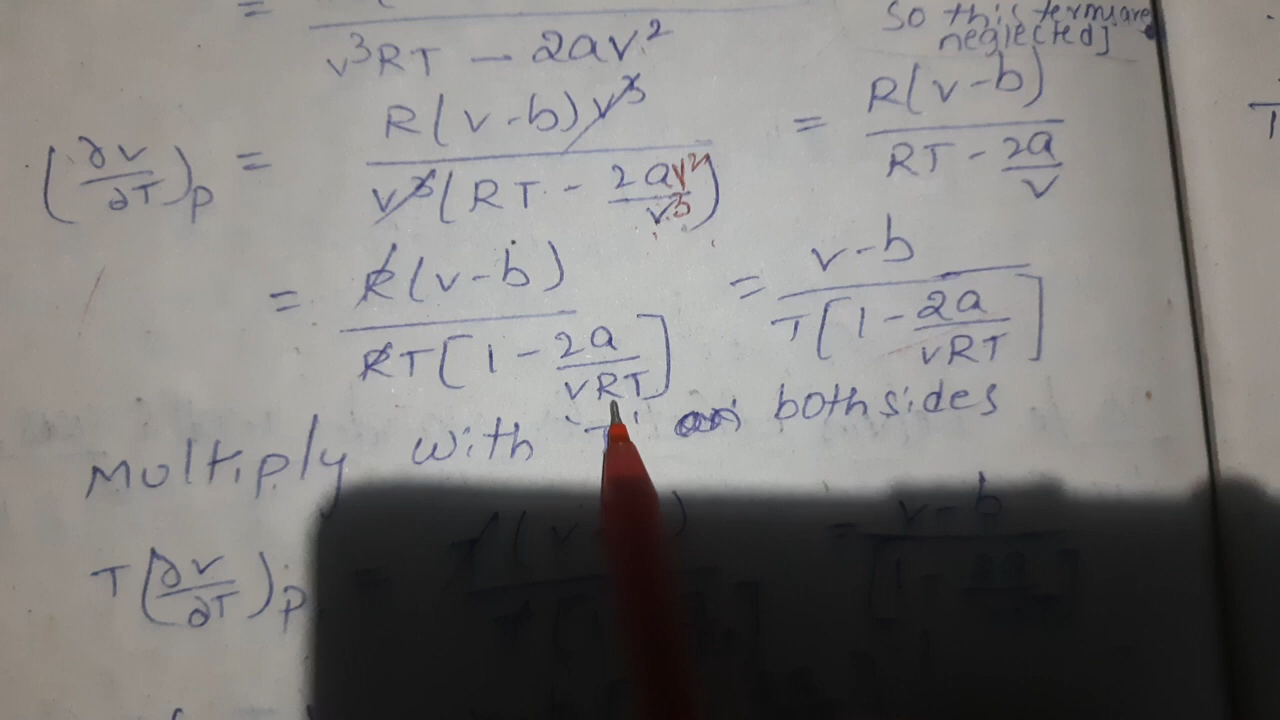 =
v³RT - 2av²
So this terms are
neglected]
(∂v/∂T)p = R(v-b)v³ / v³(RT - 2av²/v³) = R(v-b) / RT - 2a/v
= R(v-b) / RT[1 - 2a/vRT] = v-b / T[1 - 2a/vRT]
Multiply with 'T' on both sides
T(∂v/∂T)p = = v-b